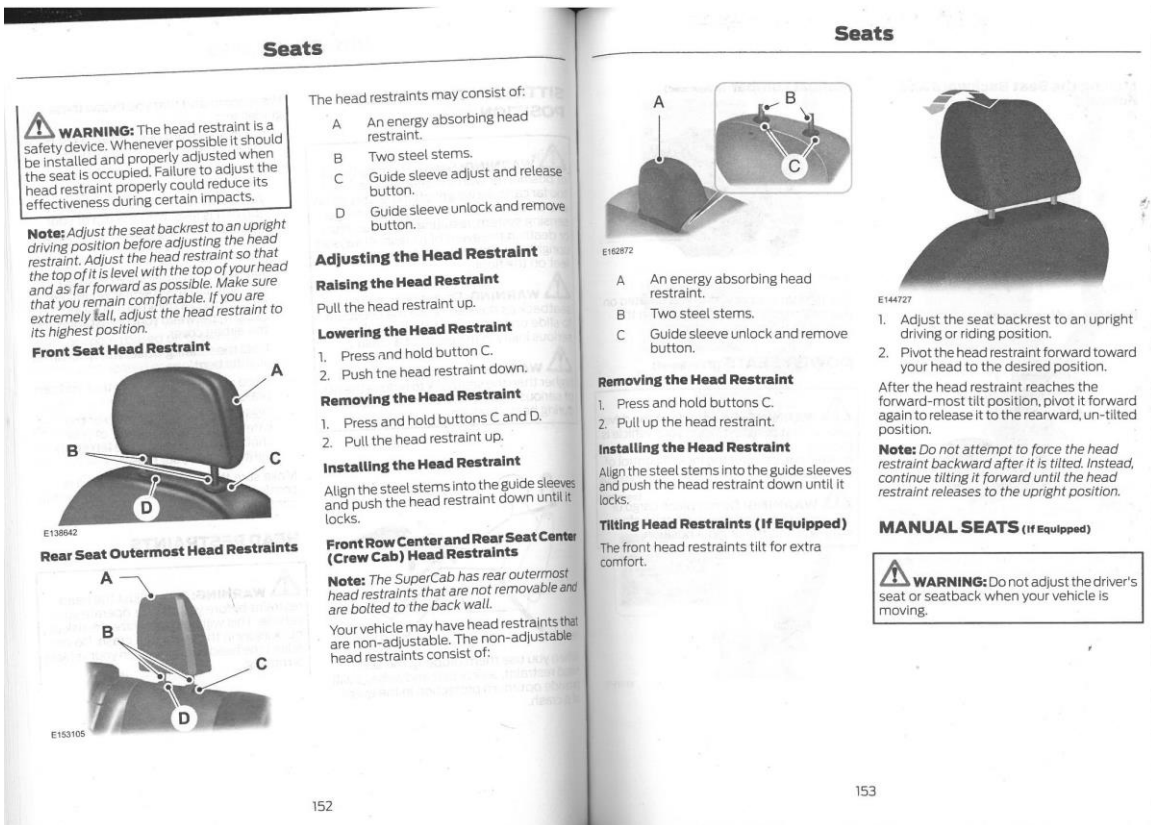 Seats
WARNING: The head restraint is a
safety device. Whenever possible it should
be installed and properly adjusted when
the seat is occupied. Failure to adjust the
head restraint properly could reduce its
effectiveness during certain impacts.
Note: Adjust the seat backrest to an upright
driving position before adjusting the head
restraint. Adjust the head restraint so that
the top of it is level with the top of your head
and as far forward as possible. Make sure
that you remain comfortable. If you are
extremely tall, adjust the head restraint to
its highest position.
Front Seat Head Restraint
A
B
C
D
E138642
Rear Seat Outermost Head Restraints
A
B
C
D
E153105
The head restraints may consist of:
A An energy absorbing head
restraint.
B Two steel stems.
C Guide sleeve adjust and release
button.
D Guide sleeve unlock and remove
button.
Adjusting the Head Restraint
Raising the Head Restraint
Pull the head restraint up.
Lowering the Head Restraint
1. Press and hold button C.
2. Push the head restraint down.
Removing the Head Restraint
1. Press and hold buttons C and D.
2. Pull the head restraint up.
Installing the Head Restraint
Align the steel stems into the guide sleeves
and push the head restraint down until it
locks.
Front Row Center and Rear Seat Center
(Crew Cab) Head Restraints
Note: The SuperCab has rear outermost
head restraints that are not removable and
are bolted to the back wall.
Your vehicle may have head restraints that
are non-adjustable. The non-adjustable
head restraints consist of:
152
Seats
A
B
C
E162872
A An energy absorbing head
restraint.
B Two steel stems.
C Guide sleeve unlock and remove
button.
Removing the Head Restraint
1. Press and hold buttons C.
2. Pull up the head restraint.
Installing the Head Restraint
Align the steel stems into the guide sleeves
and push the head restraint down until it
locks.
Tilting Head Restraints (If Equipped)
The front head restraints tilt for extra
comfort.
E144727
1. Adjust the seat backrest to an upright
driving or riding position.
2. Pivot the head restraint forward toward
your head to the desired position.
After the head restraint reaches the
forward-most tilt position, pivot it forward
again to release it to the rearward, un-tilted
position.
Note: Do not attempt to force the head
restraint backward after it is tilted. Instead,
continue tilting it forward until the head
restraint releases to the upright position.
MANUAL SEATS (If Equipped)
WARNING: Do not adjust the driver's
seat or seatback when your vehicle is
moving.
153